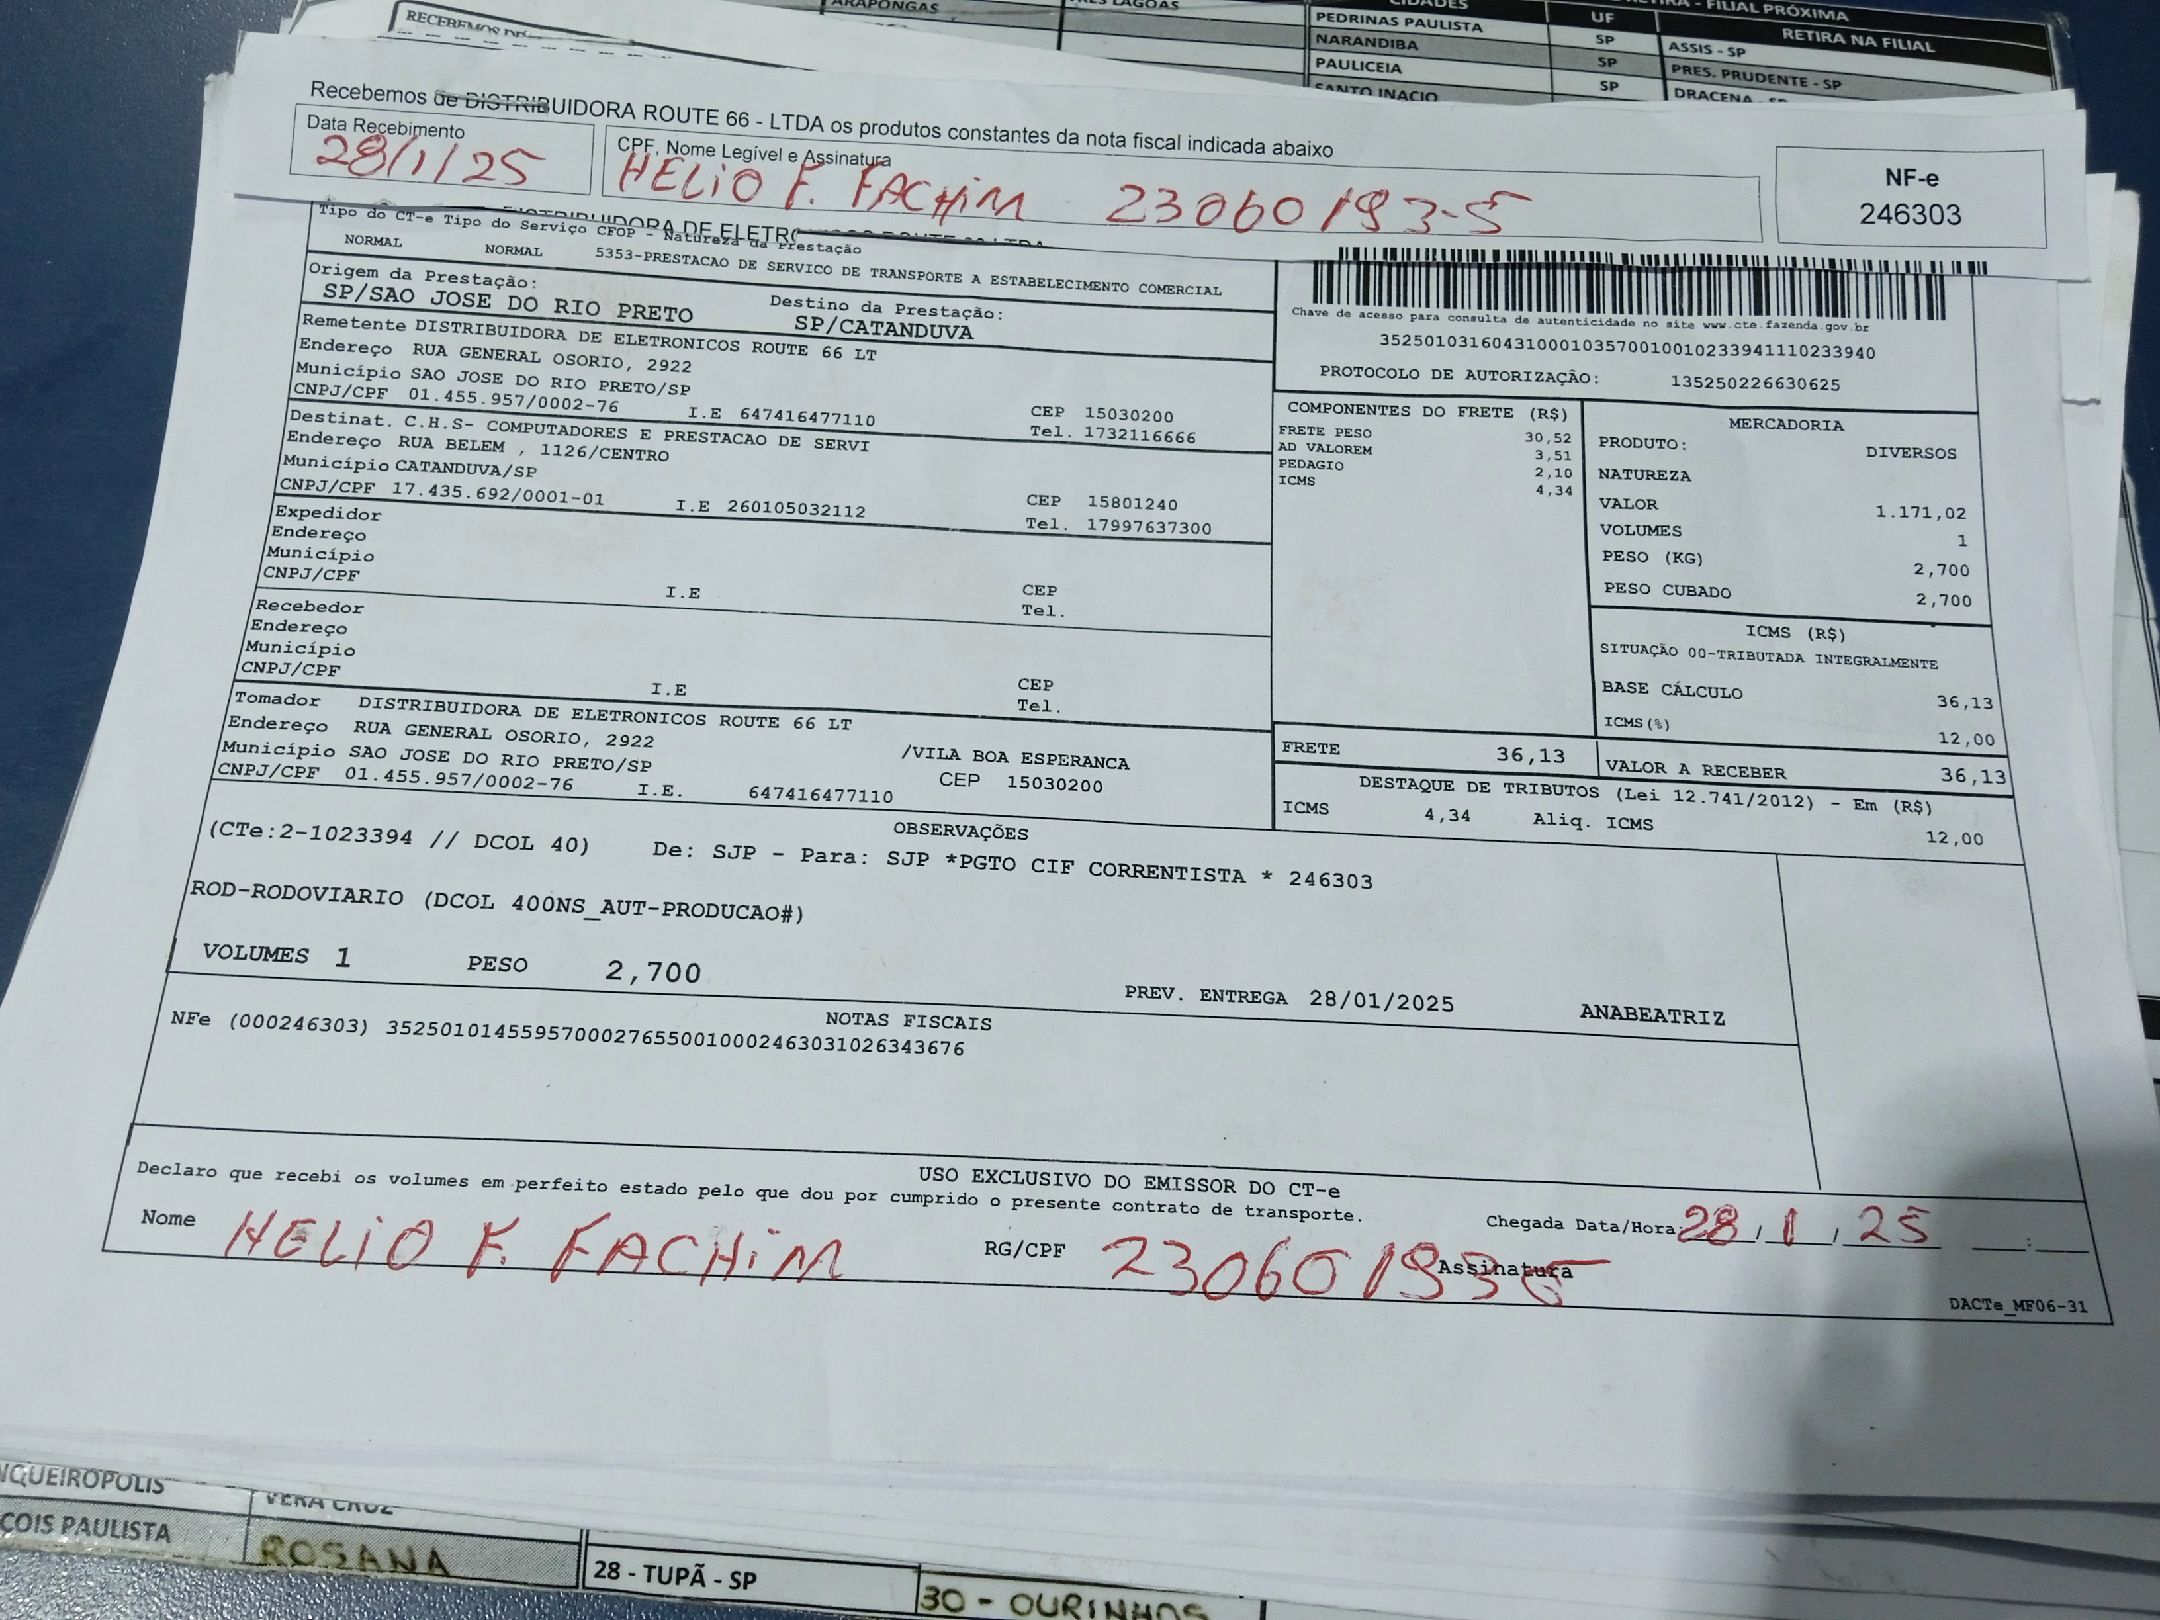 ARAPONGAS
CIDADES
UF
FILIAL PRÓXIMA
PEDRINAS PAULISTA
SP
ASSIS - SP
RETIRA NA FILIAL
NARANDIBA
SP
PRES. PRUDENTE - SP
PAULICEIA
SP
DRACENA
SANTO INACIO
RECEBEMOS DE
Recebemos de DISTRIBUIDORA ROUTE 66 - LTDA os produtos constantes da nota fiscal indicada abaixo
Data Recebimento
28/1/25
CPF, Nome Legível e Assinatura
HELIO F. FACHIM 23060193-5
NF-e
246303
Tipo do CT-e Tipo do Serviço CFOP - Natureza da Prestação
NORMAL NORMAL 5353-PRESTACAO DE SERVICO DE TRANSPORTE A ESTABELECIMENTO COMERCIAL
Origem da Prestação: Destino da Prestação:
SP/SAO JOSE DO RIO PRETO SP/CATANDUVA
Remetente DISTRIBUIDORA DE ELETRONICOS ROUTE 66 LT
Endereço RUA GENERAL OSORIO, 2922
Município SAO JOSE DO RIO PRETO/SP CEP 15030200
CNPJ/CPF 01.455.957/0002-76 I.E 647416477110 Tel. 1732116666
Destinat. C.H.S- COMPUTADORES E PRESTACAO DE SERVI
Endereço RUA BELEM , 1126/CENTRO
Município CATANDUVA/SP CEP 15801240
CNPJ/CPF 17.435.692/0001-01 I.E 260105032112 Tel. 17997637300
Expedidor
Endereço
Município CEP
CNPJ/CPF I.E Tel.
Recebedor
Endereço
Município CEP
CNPJ/CPF I.E Tel.
Tomador DISTRIBUIDORA DE ELETRONICOS ROUTE 66 LT
Endereço RUA GENERAL OSORIO, 2922 /VILA BOA ESPERANCA
Município SAO JOSE DO RIO PRETO/SP CEP 15030200
CNPJ/CPF 01.455.957/0002-76 I.E. 647416477110
Chave de acesso para consulta de autenticidade no site www.cte.fazenda.gov.br
35250103160431000103570010010233941110233940
PROTOCOLO DE AUTORIZAÇÃO: 135250226630625
COMPONENTES DO FRETE (R$)
FRETE PESO 30,52
AD VALOREM 3,51
PEDAGIO 2,10
ICMS 4,34
MERCADORIA
PRODUTO: DIVERSOS
NATUREZA
VALOR 1.171,02
VOLUMES 1
PESO (KG) 2,700
PESO CUBADO 2,700
ICMS (R$)
SITUAÇÃO 00-TRIBUTADA INTEGRALMENTE
BASE CÁLCULO 36,13
ICMS(%) 12,00
FRETE 36,13
VALOR A RECEBER 36,13
DESTAQUE DE TRIBUTOS (Lei 12.741/2012) - Em (R$)
ICMS 4,34 Aliq. ICMS 12,00
OBSERVAÇÕES
(CTe:2-1023394 // DCOL 40) De: SJP - Para: SJP *PGTO CIF CORRENTISTA * 246303
ROD-RODOVIARIO (DCOL 400NS_AUT-PRODUCAO#)
VOLUMES 1 PESO 2,700 PREV. ENTREGA 28/01/2025 ANABEATRIZ
NOTAS FISCAIS
NFe (000246303) 35250101455957000276550010002463031026343676
USO EXCLUSIVO DO EMISSOR DO CT-e
Declaro que recebi os volumes em perfeito estado pelo que dou por cumprido o presente contrato de transporte.
Chegada Data/Hora: 28/1/25 __:__
Nome HELIO F. FACHIM RG/CPF 230601935 Assinatura
DACTe_MF06-31
VERA CRUZ
COIS PAULISTA
ROSANA
28 - TUPÃ - SP
30 - OURINHOS